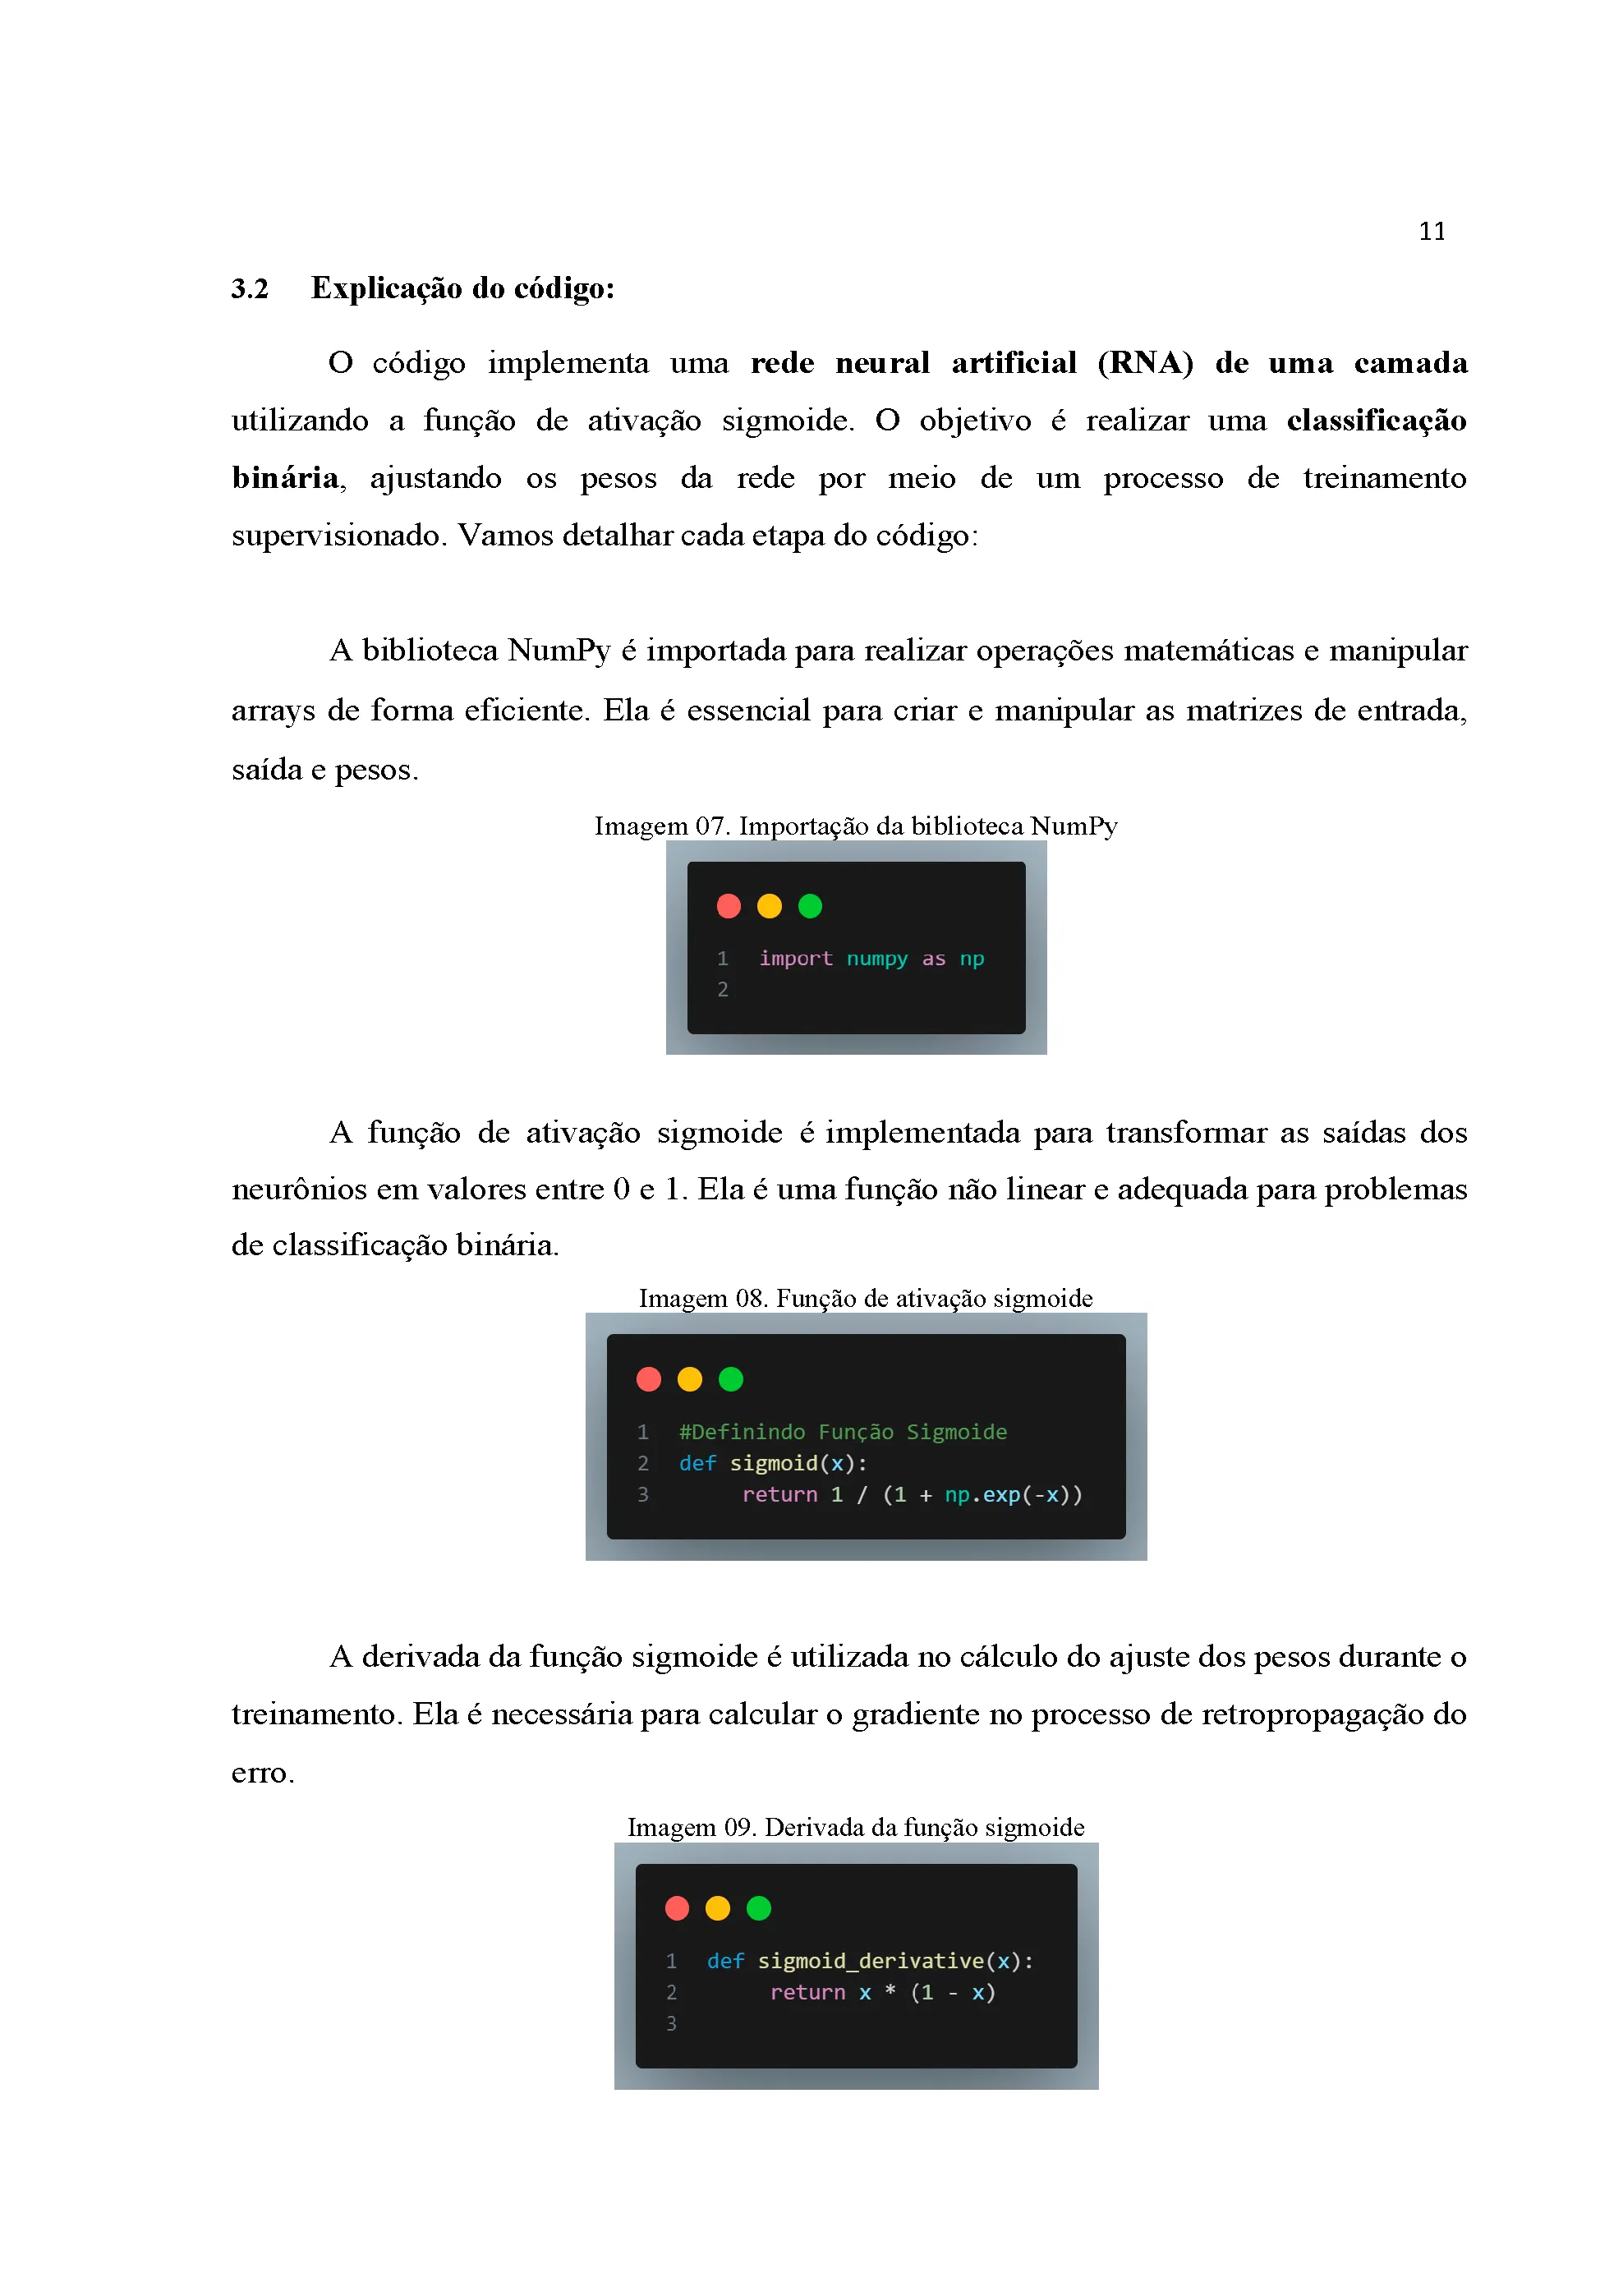 11
3.2 Explicação do código:
O código implementa uma rede neural artificial (RNA) de uma camada
utilizando a função de ativação sigmoide. O objetivo é realizar uma classificação
binária, ajustando os pesos da rede por meio de um processo de treinamento
supervisionado. Vamos detalhar cada etapa do código:
A biblioteca NumPy é importada para realizar operações matemáticas e manipular
arrays de forma eficiente. Ela é essencial para criar e manipular as matrizes de entrada,
saída e pesos.
Imagem 07. Importação da biblioteca NumPy
1 import numpy as np
2
A função de ativação sigmoide é implementada para transformar as saídas dos
neurônios em valores entre 0 e 1. Ela é uma função não linear e adequada para problemas
de classificação binária.
Imagem 08. Função de ativação sigmoide
1 #Definindo Função Sigmoide
2 def sigmoid(x):
3     return 1 / (1 + np.exp(-x))
A derivada da função sigmoide é utilizada no cálculo do ajuste dos pesos durante o
treinamento. Ela é necessária para calcular o gradiente no processo de retropropagação do
erro.
Imagem 09. Derivada da função sigmoide
1 def sigmoid_derivative(x):
2     return x * (1 - x)
3